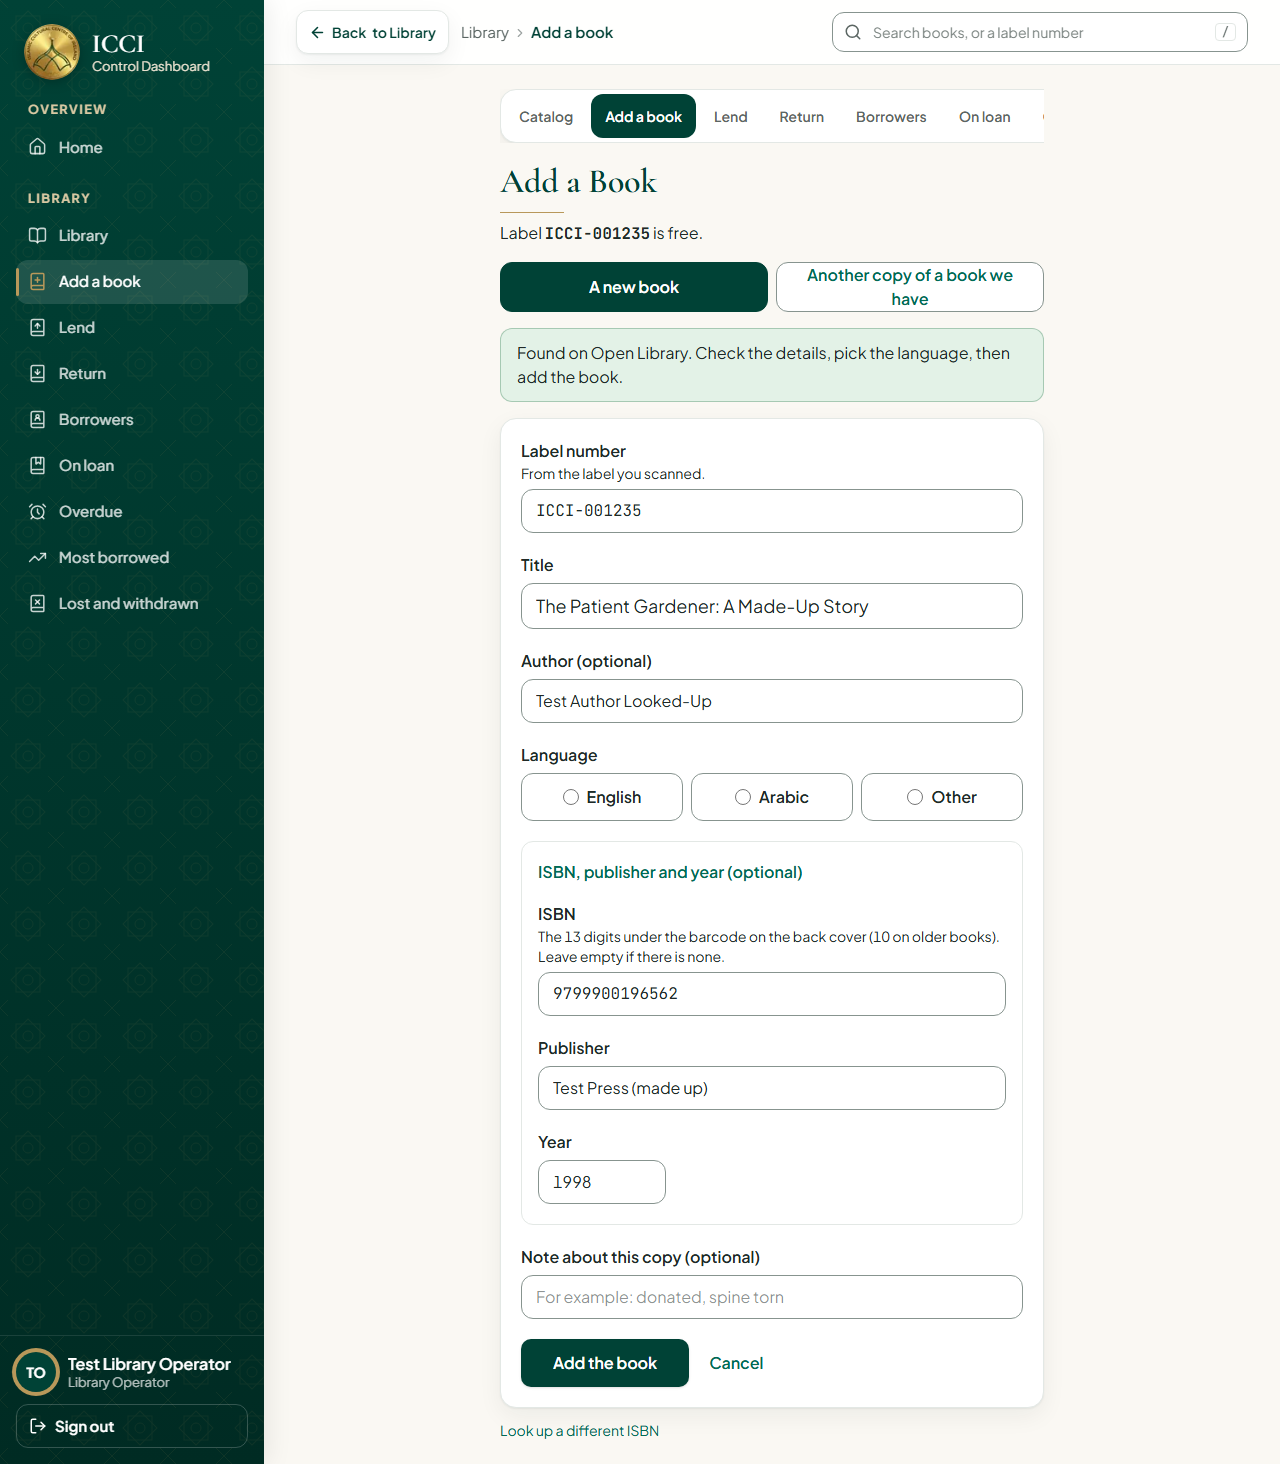 ICCI
Control Dashboard
OVERVIEW
Home
LIBRARY
Library
Add a book
Lend
Return
Borrowers
On loan
Overdue
Most borrowed
Lost and withdrawn
TO
Test Library Operator
Library Operator
Sign out
Back to Library
Library > Add a book
Search books, or a label number
/
Catalog
Add a book
Lend
Return
Borrowers
On loan
Add a Book
Label ICCI-001235 is free.
A new book
Another copy of a book we
have
Found on Open Library. Check the details, pick the language, then
add the book.
Label number
From the label you scanned.
ICCI-001235
Title
The Patient Gardener: A Made-Up Story
Author (optional)
Test Author Looked-Up
Language
English
Arabic
Other
ISBN, publisher and year (optional)
ISBN
The 13 digits under the barcode on the back cover (10 on older books).
Leave empty if there is none.
9799900196562
Publisher
Test Press (made up)
Year
1998
Note about this copy (optional)
For example: donated, spine torn
Add the book
Cancel
Look up a different ISBN